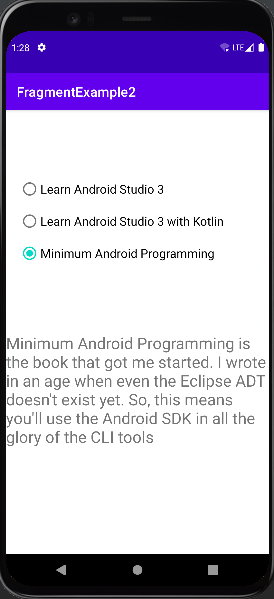 1:28 LTE
FragmentExample2
Learn Android Studio 3
Learn Android Studio 3 with Kotlin
Minimum Android Programming
Minimum Android Programming is
the book that got me started. I wrote
in an age when even the Eclipse ADT
doesn't exist yet. So, this means
you'll use the Android SDK in all the
glory of the CLI tools